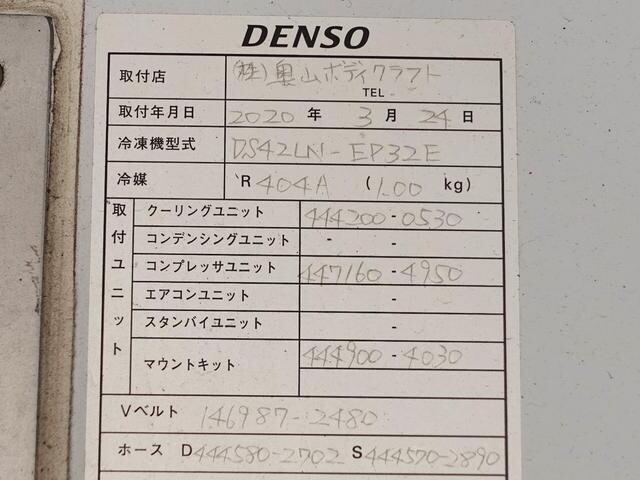 DENSO
取付店 (株)奥山ボディクラフト
TEL -
取付年月日 2020 年 3 月 24 日
冷凍機型式 DS42LN-EP32E
冷媒 R 404A (1.00 kg)
取付ユニット
クーリングユニット 444200-0530
コンデンシングユニット - -
コンプレッサユニット 447160-4950
エアコンユニット -
スタンバイユニット -
マウントキット 444900-4030
Vベルト 146987-2480
ホース D 444580-2702 S 444570-2890